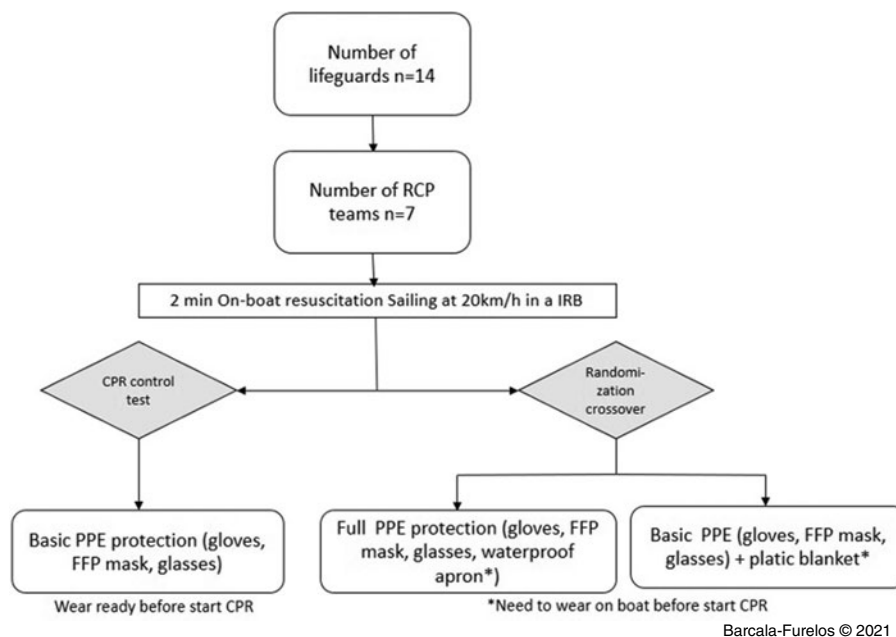 Number of
lifeguards n=14
Number of RCP
teams n=7
2 min On-boat resuscitation Sailing at 20km/h in a IRB
CPR control
test
Randomi-
zation
crossover
Basic PPE protection (gloves,
FFP mask, glasses)
Full PPE protection (gloves, FFP
mask, glasses, waterproof
apron*)
Basic PPE (gloves, FFP mask,
glasses) + platic blanket*
Wear ready before start CPR
*Need to wear on boat before start CPR
Barcala-Furelos © 2021